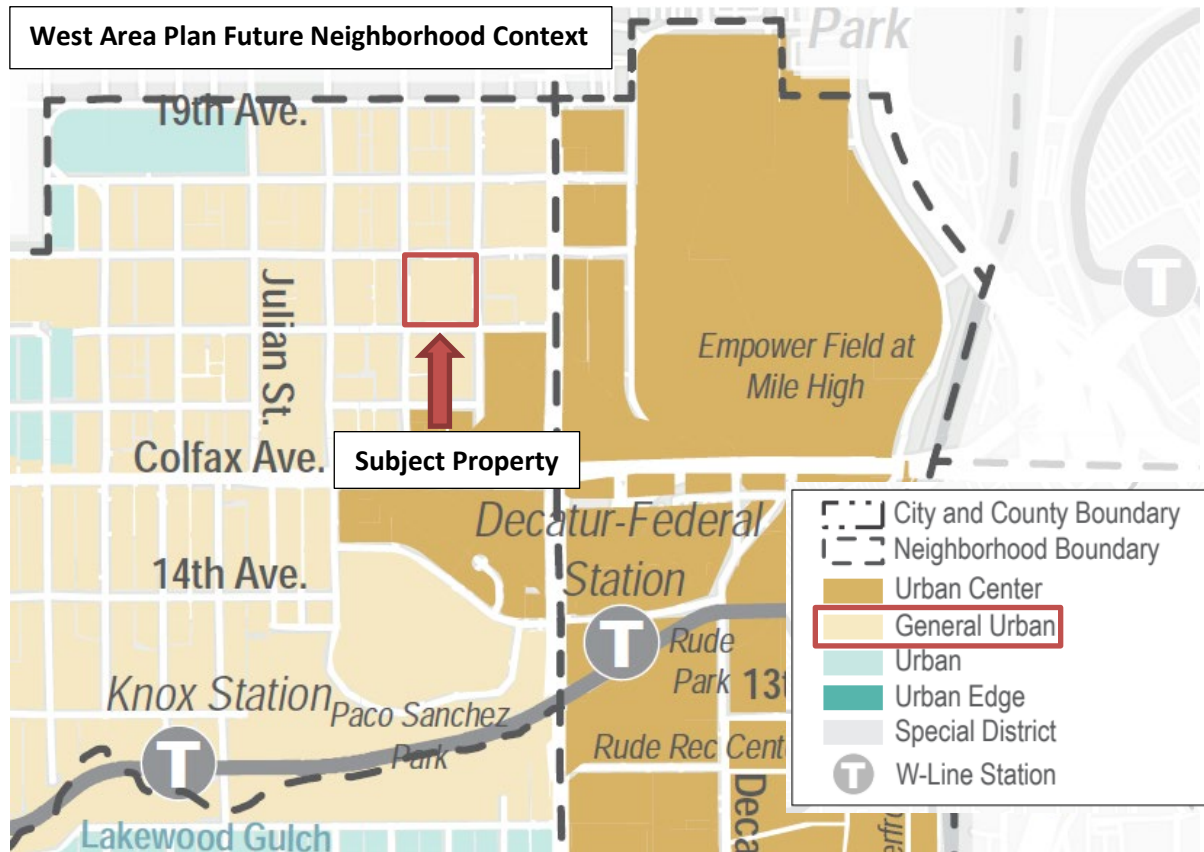 West Area Plan Future Neighborhood Context
Park
19th Ave.
Julian St.
T
Empower Field at
Mile High
Colfax Ave.
Subject Property
Decatur-Federal
Station
14th Ave.
T
Rude
Park
Knox Station
Paco Sanchez
Park
T
Rude Rec
Lakewood Gulch
City and County Boundary
Neighborhood Boundary
Urban Center
General Urban
Urban
Urban Edge
Special District
T W-Line Station